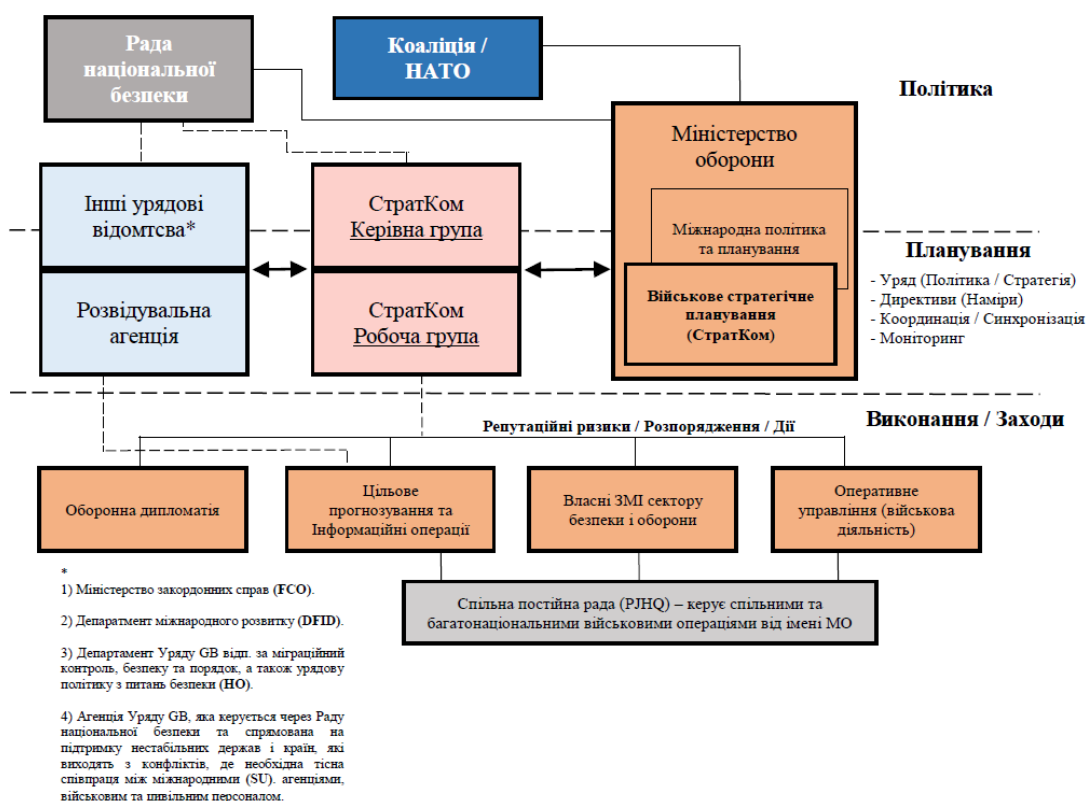 Рада
національної
безпеки
Коаліція /
НАТО
Політика
Міністерство
оборони
Інші урядові
відомтсва*
СтратКом
Керівна група
Міжнародна політика
та планування
Планування
- Уряд (Політика / Стратегія)
- Директиви (Наміри)
- Координація / Синхронізація
- Моніторинг
Розвідувальна
агенція
СтратКом
Робоча група
Військове стратегічне
планування
(СтратКом)
Виконання / Заходи
Репутаційні ризики / Розпорядження / Дії
Оборонна дипломатія
Цільове
прогнозування та
Інформаційні операції
Власні ЗМІ сектору
безпеки і оборони
Оперативне
управління (військова
діяльність)
Спільна постійна рада (PJHQ) – керує спільними та
багатонаціональними військовими операціями від імені МО
*
1) Міністерство закордонних справ (FCO).
2) Депаратмент міжнародного розвитку (DFID).
3) Департамент Уряду GB відп. за міграційний
контроль, безпеку та порядок, а також урядову
політику з питань безпеки (HO).
4) Агенція Уряду GB, яка керується через Раду
національної безпеки та спрямована на
підтримку нестабільних держав і країн, які
виходять з конфліктів, де необхідна тісна
співпраця між міжнародними (SU). агенціями,
військовим та цивільним персоналом.